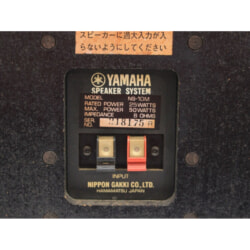 スピーカーに過大入力が入
らないようにしてください
YAMAHA
SPEAKER SYSTEM
MODEL NS-10M
RATED POWER 25WATTS
MAX. POWER 50WATTS
IMPEDANCE 8 OHMS
SER. NO.
INPUT
NIPPON GAKKI CO., LTD.
HAMAMATSU JAPAN